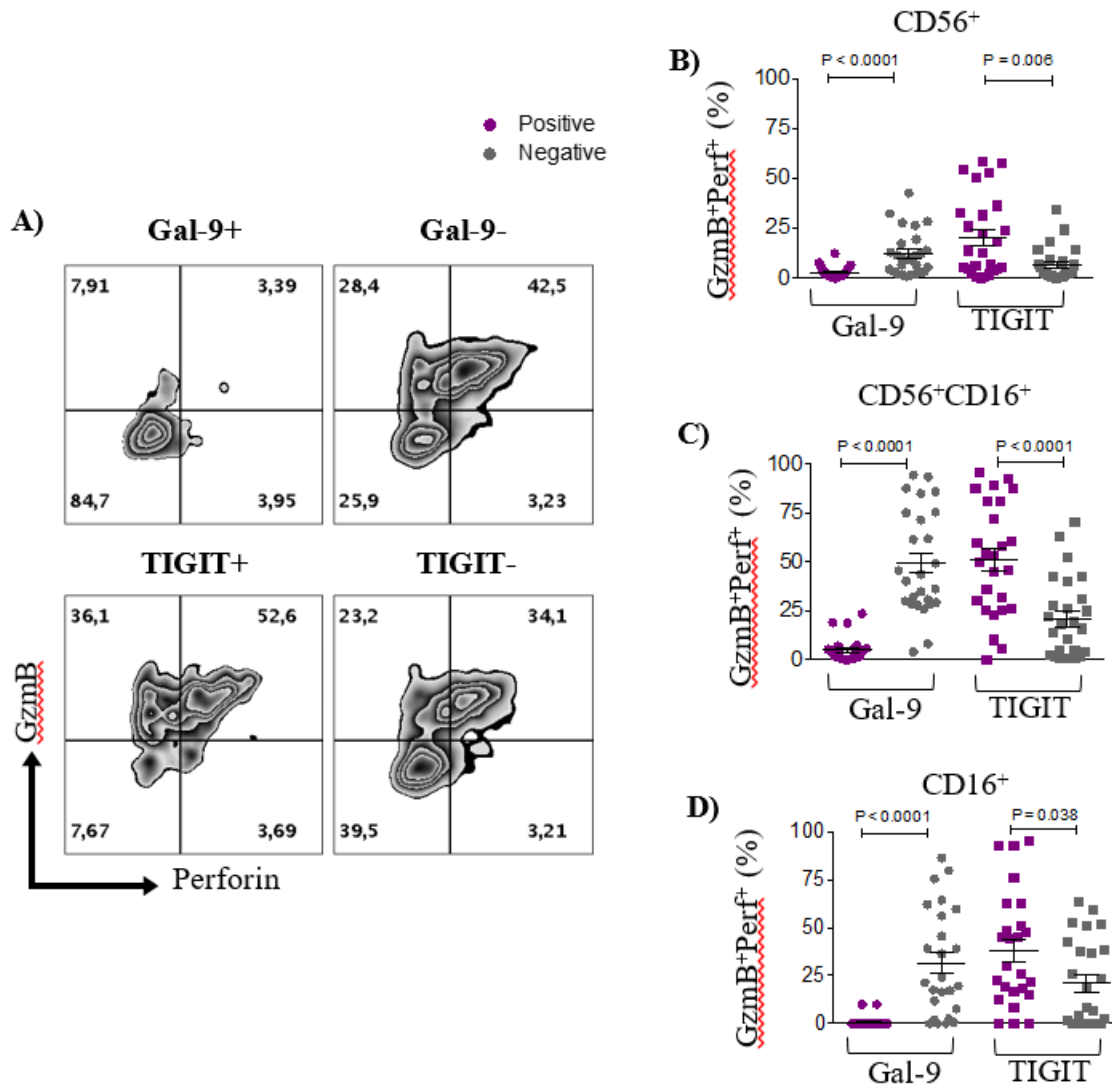 Positive
Negative
A)
Gal-9+
Gal-9-
7,91
3,39
28,4
42,5
84,7
3,95
25,9
3,23
TIGIT+
TIGIT-
36,1
52,6
23,2
34,1
7,67
3,69
39,5
3,21
GzmB
Perforin
CD56⁺
B)
P < 0.0001
P = 0.006
GzmB⁺Perf⁺ (%)
100
75
50
25
0
Gal-9
TIGIT
CD56⁺CD16⁺
C)
P < 0.0001
P < 0.0001
GzmB⁺Perf⁺ (%)
100
75
50
25
0
Gal-9
TIGIT
CD16⁺
D)
P < 0.0001
P = 0.038
GzmB⁺Perf⁺ (%)
100
75
50
25
0
Gal-9
TIGIT